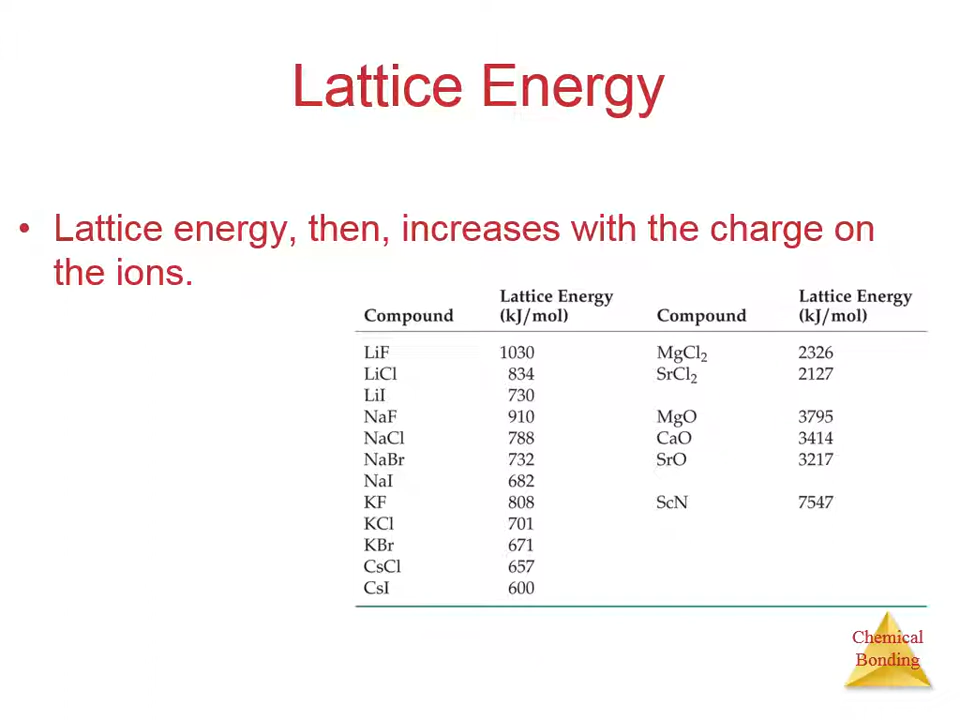 Lattice Energy
• Lattice energy, then, increases with the charge on
the ions.
Lattice Energy Lattice Energy
Compound (kJ/mol) Compound (kJ/mol)
LiF 1030 MgCl₂ 2326
LiCl 834 SrCl₂ 2127
LiI 730
NaF 910 MgO 3795
NaCl 788 CaO 3414
NaBr 732 SrO 3217
NaI 682
KF 808 ScN 7547
KCl 701
KBr 671
CsCl 657
CsI 600
Chemical
Bonding